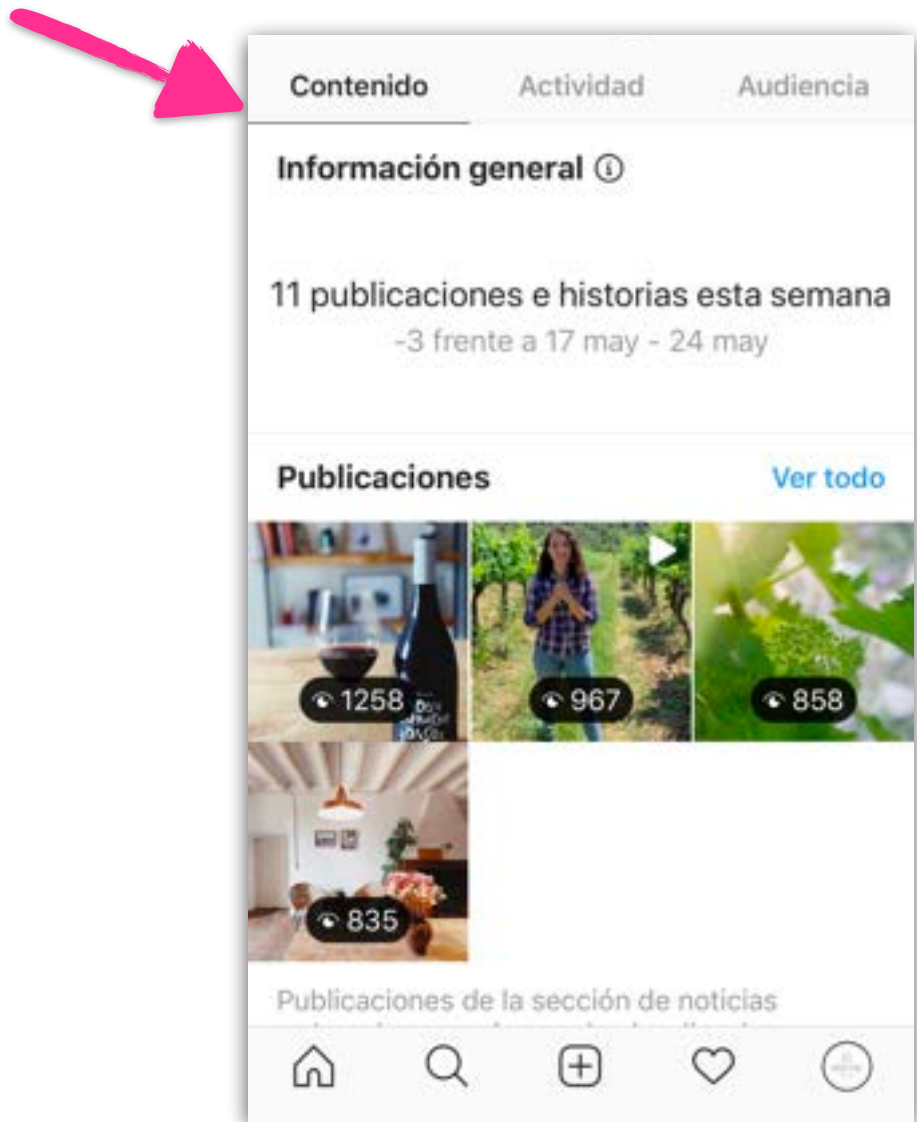 Contenido Actividad Audiencia
Información general
11 publicaciones e historias esta semana
-3 frente a 17 may - 24 may
Publicaciones Ver todo
1258 967 858
835
Publicaciones de la sección de noticias